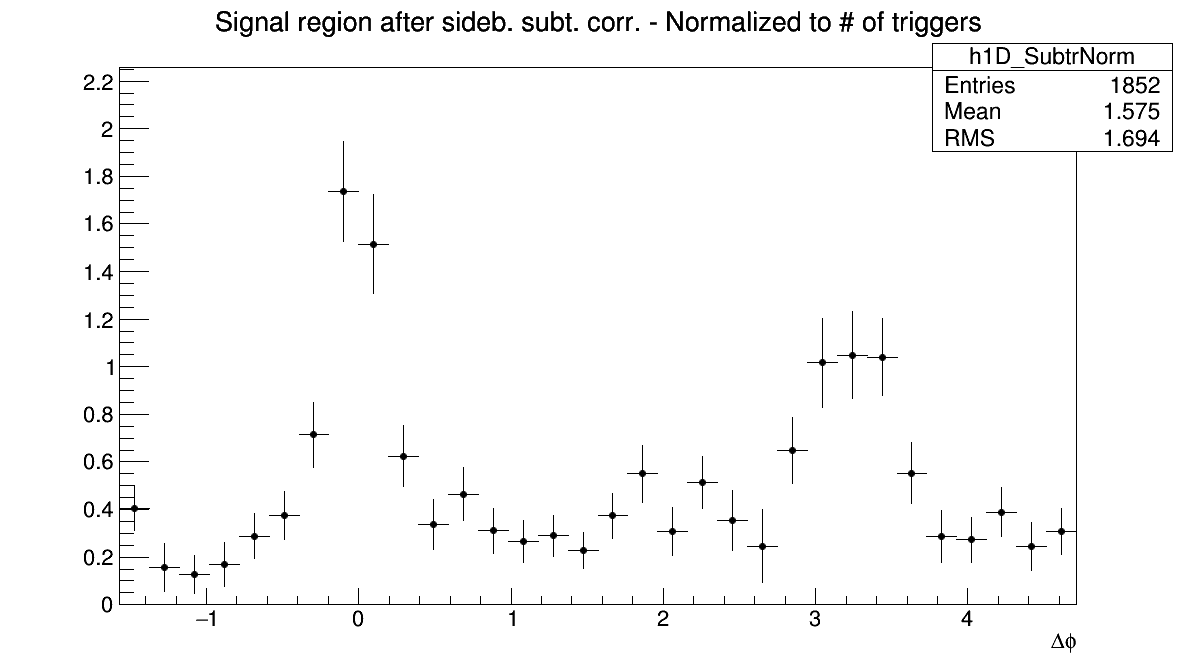 Signal region after sideb. subt. corr. - Normalized to # of triggers
h1D_SubtrNorm
Entries 1852
Mean 1.575
RMS 1.694
2.2
2
1.8
1.6
1.4
1.2
1
0.8
0.6
0.4
0.2
0
−1 0 1 2 3 4
Δϕ